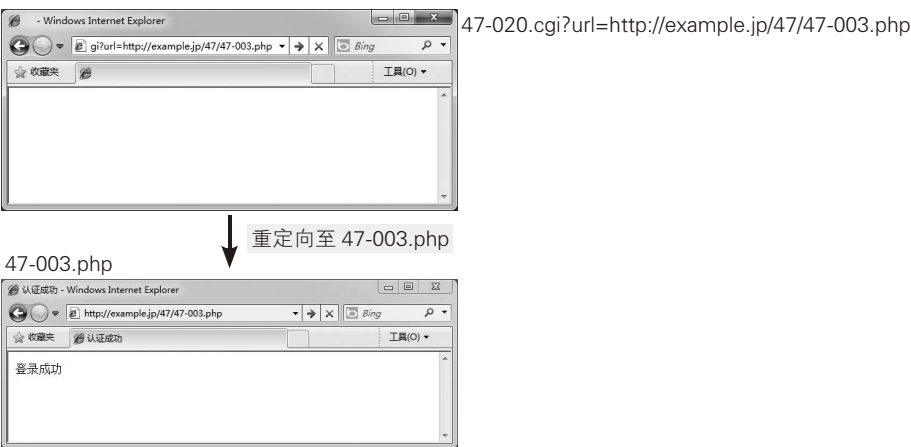 - Windows Internet Explorer
47-020.cgi?url=http://example.jp/47/47-003.php
gi?url=http://example.jp/47/47-003.php
Bing
收藏夹
工具(O)
重定向至 47-003.php
47-003.php
认证成功 - Windows Internet Explorer
http://example.jp/47/47-003.php
Bing
收藏夹
认证成功
工具(O)
登录成功